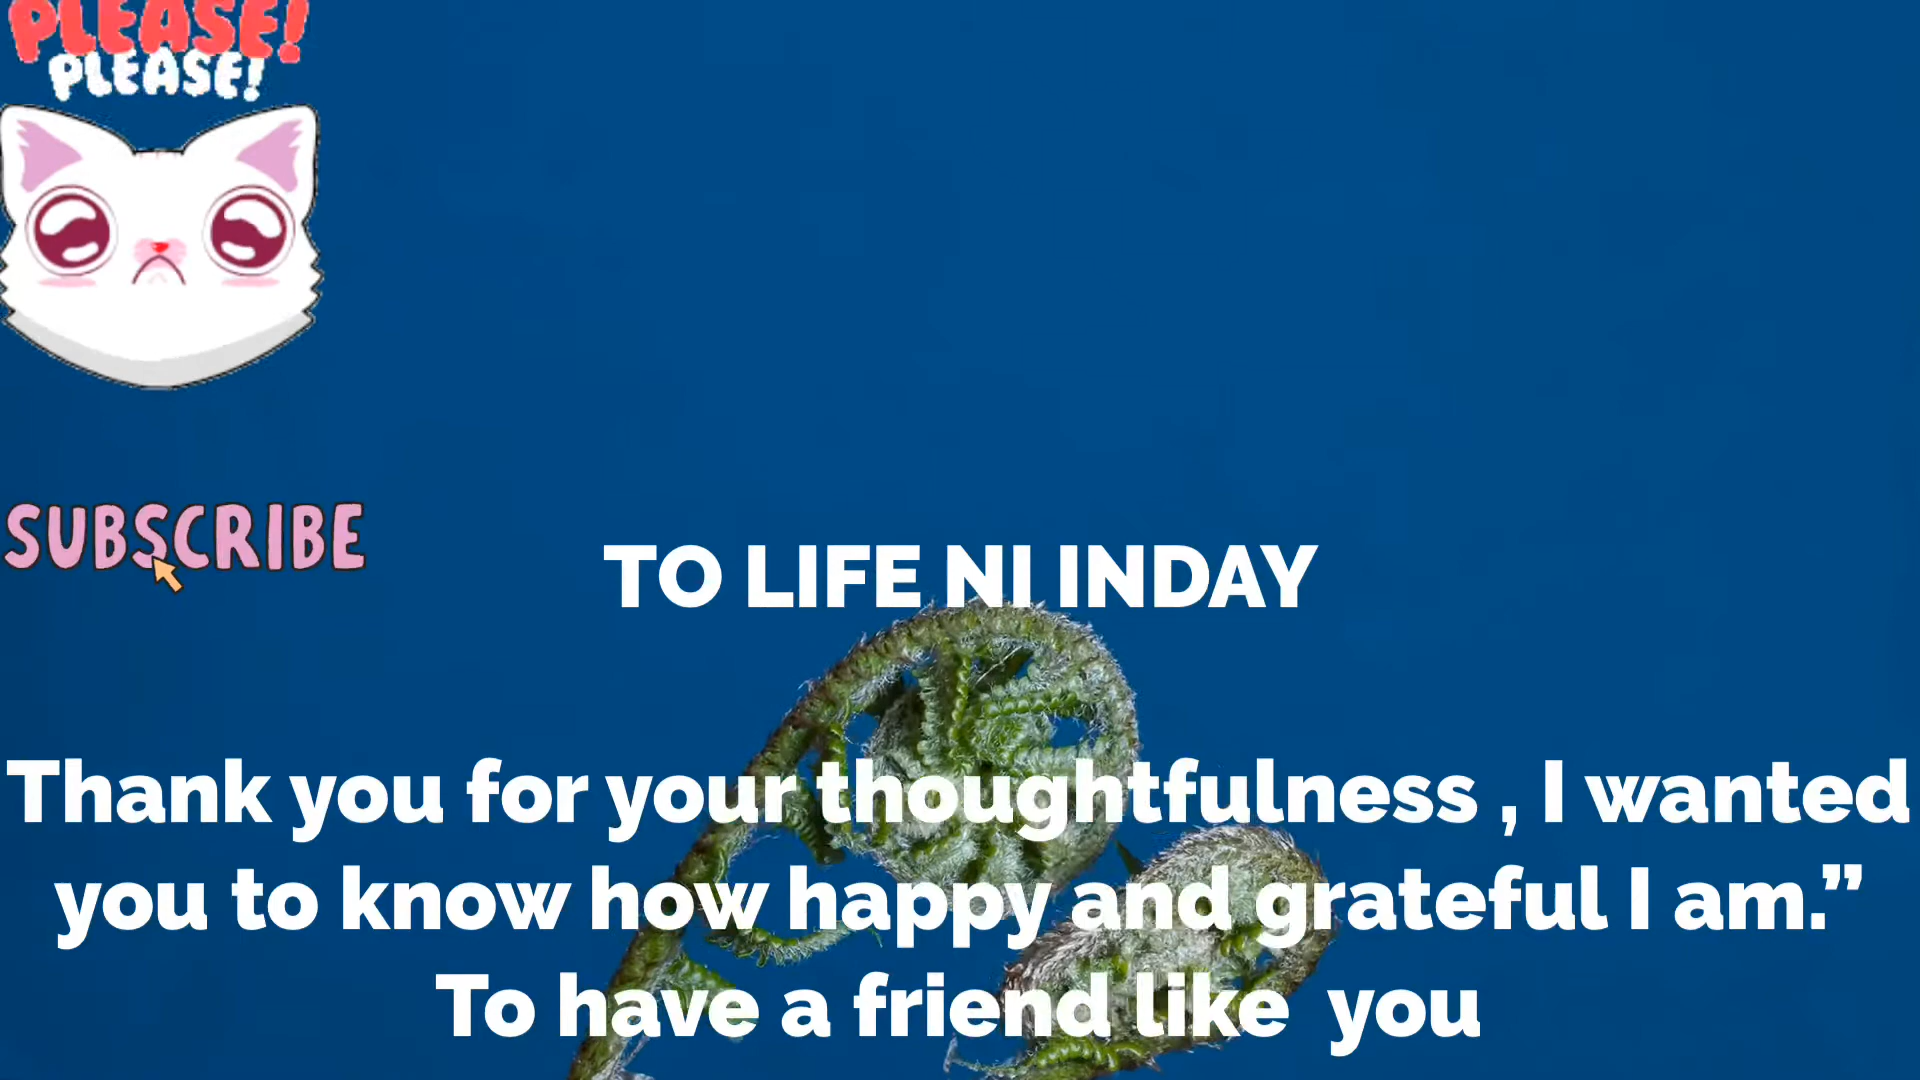 PLEASE!
PLEASE!
SUBSCRIBE
TO LIFE NI INDAY
Thank you for your thoughtfulness , I wanted
you to know how happy and grateful I am.”
To have a friend like you